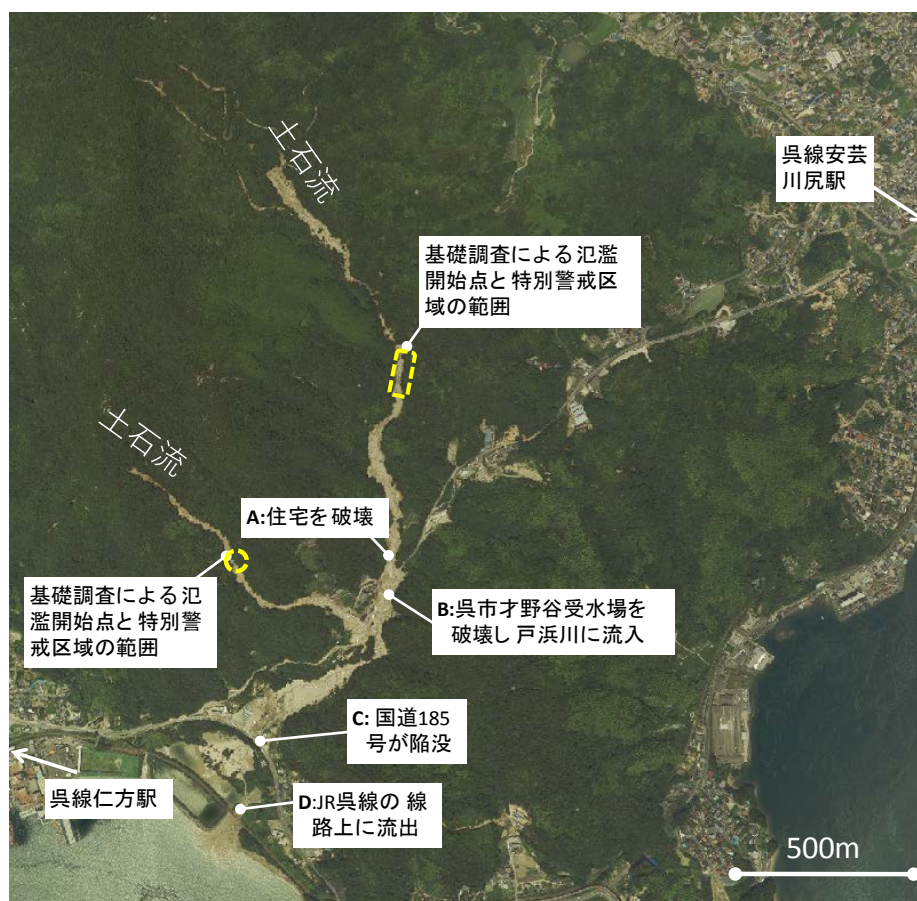 土石流
呉線安芸
川尻駅
基礎調査による氾濫
開始点と特別警戒区
域の範囲
土石流
A:住宅を破壊
基礎調査による氾
濫開始点と特別警
戒区域の範囲
B:呉市才野谷受水場を
破壊し戸浜川に流入
C: 国道185
号が陥没
呉線仁方駅
D:JR呉線の 線
路上に流出
500m